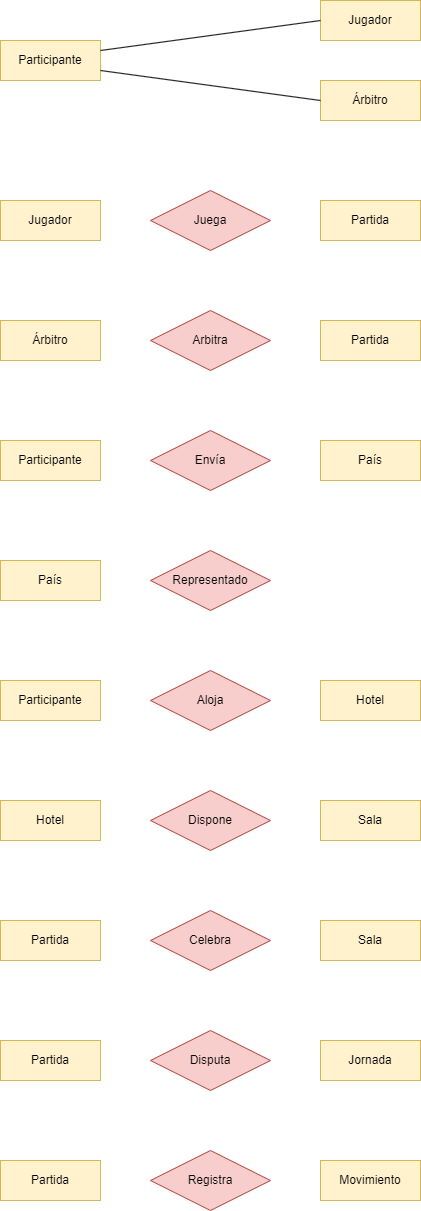 Jugador
Participante
Árbitro
Jugador Juega Partida
Árbitro Arbitra Partida
Participante Envía País
País Representado
Participante Aloja Hotel
Hotel Dispone Sala
Partida Celebra Sala
Partida Disputa Jornada
Partida Registra Movimiento